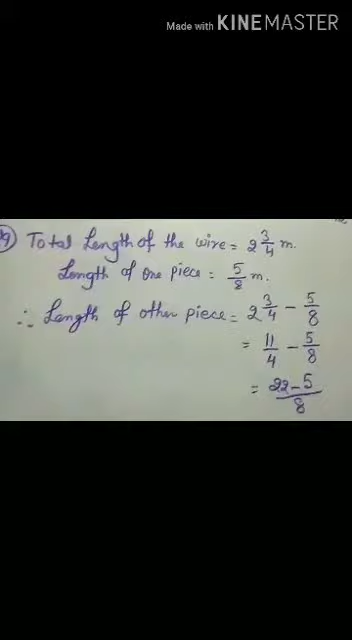 Made with KINEMASTER
9) Total Length of the wire = 2 3/4 m.
Length of one piece = 5/8 m.
∴ Length of other piece = 2 3/4 - 5/8
= 11/4 - 5/8
= 22-5/8